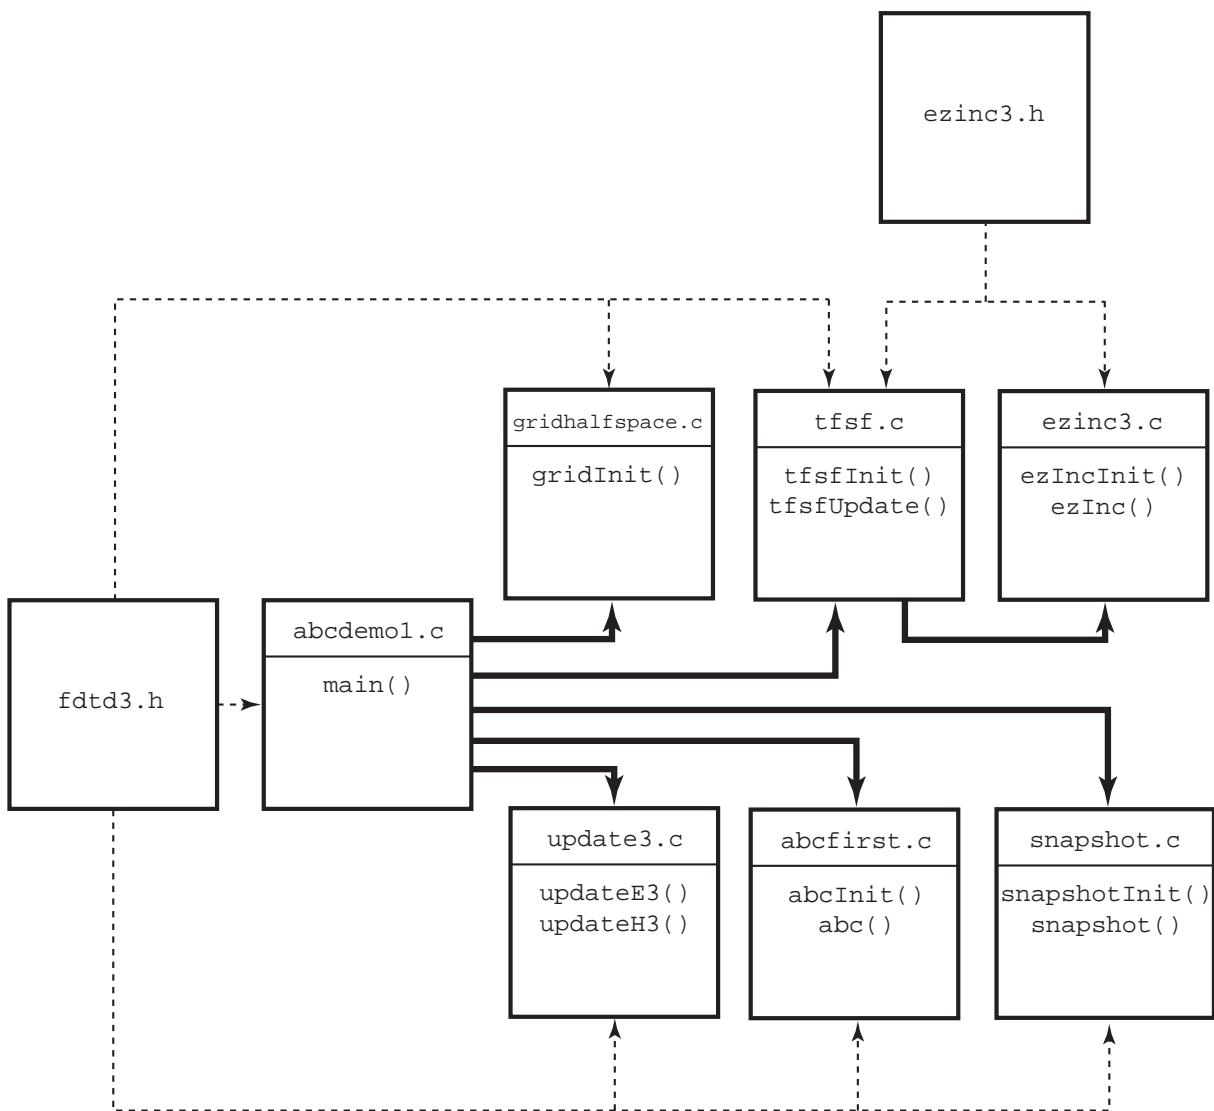 ezinc3.h
gridhalfspace.c
gridInit()
tfsf.c
tfsfInit()
tfsfUpdate()
ezinc3.c
ezIncInit()
ezInc()
fdtd3.h
abcdemo1.c
main()
update3.c
updateE3()
updateH3()
abcfirst.c
abcInit()
abc()
snapshot.c
snapshotInit()
snapshot()